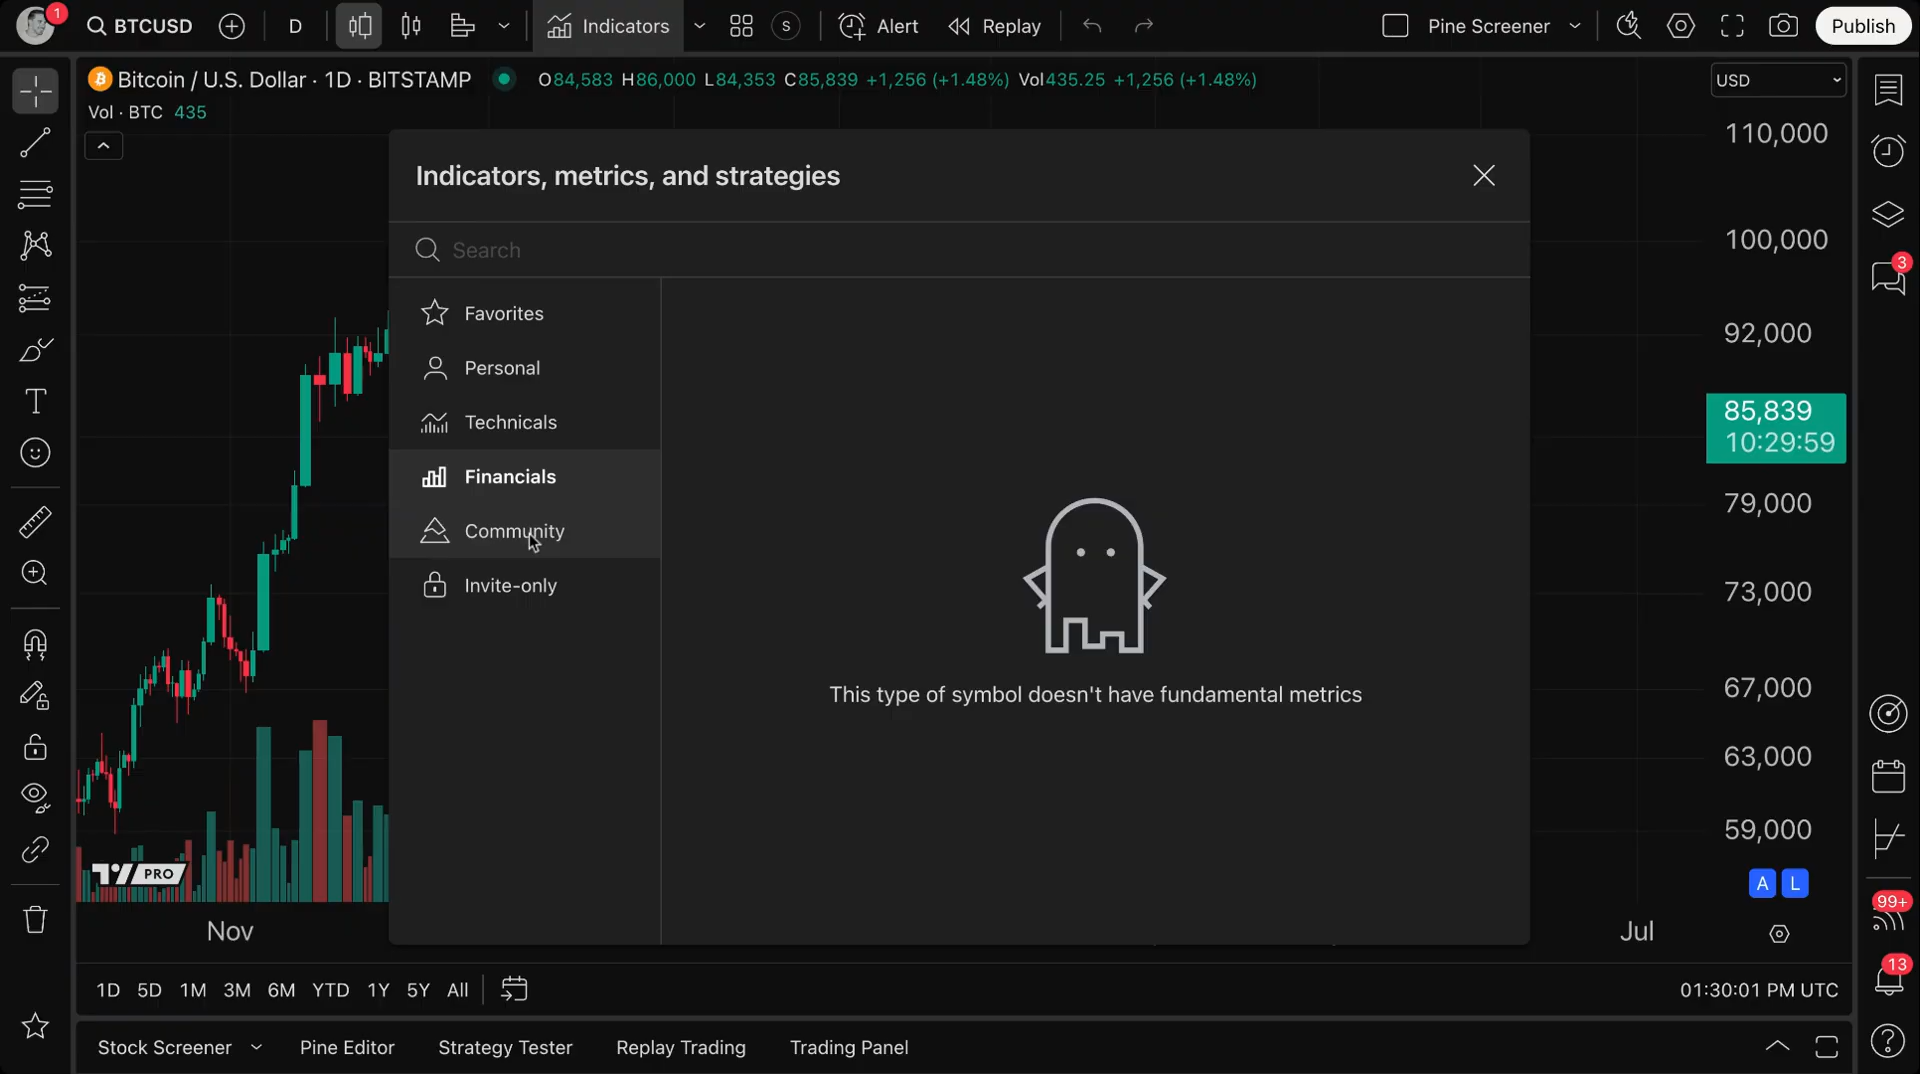 1
BTCUSD
D
Indicators
S
Alert
Replay
Pine Screener
Publish
Bitcoin / U.S. Dollar · 1D · BITSTAMP
O84,583 H86,000 L84,353 C85,839 +1,256 (+1.48%) Vol435.25 +1,256 (+1.48%)
USD
Vol · BTC 435
110,000
100,000
92,000
85,839
10:29:59
79,000
73,000
67,000
63,000
59,000
A L
Indicators, metrics, and strategies
Search
Favorites
Personal
Technicals
Financials
Community
Invite-only
This type of symbol doesn't have fundamental metrics
3
99+
13
PRO
Nov
Jul
1D 5D 1M 3M 6M YTD 1Y 5Y All
01:30:01 PM UTC
Stock Screener
Pine Editor
Strategy Tester
Replay Trading
Trading Panel